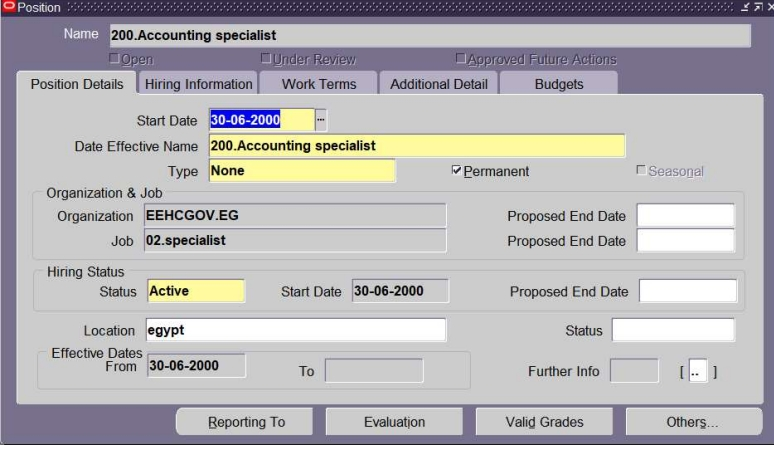 Position
Name 200.Accounting specialist
Open Under Review Approved Future Actions
Position Details Hiring Information Work Terms Additional Detail Budgets
Start Date 30-06-2000 ...
Date Effective Name 200.Accounting specialist
Type None Permanent Seasonal
Organization & Job
Organization EEHCGOV.EG Proposed End Date
Job 02.specialist Proposed End Date
Hiring Status
Status Active Start Date 30-06-2000 Proposed End Date
Location egypt Status
Effective Dates
From 30-06-2000 To Further Info [ .. ]
Reporting To Evaluation Valid Grades Others...